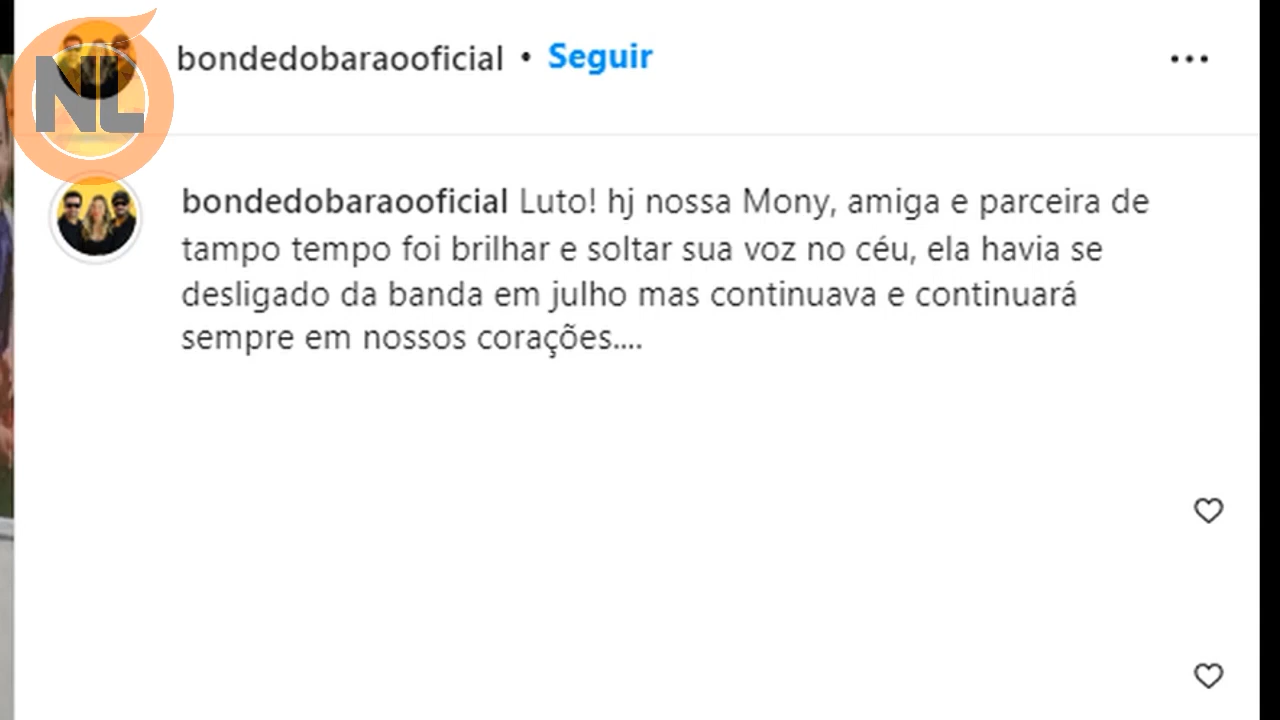 NL
bondedobaraooficial • Seguir
bondedobaraooficial Luto! hj nossa Mony, amiga e parceira de
tampo tempo foi brilhar e soltar sua voz no céu, ela havia se
desligado da banda em julho mas continuava e continuará
sempre em nossos corações....